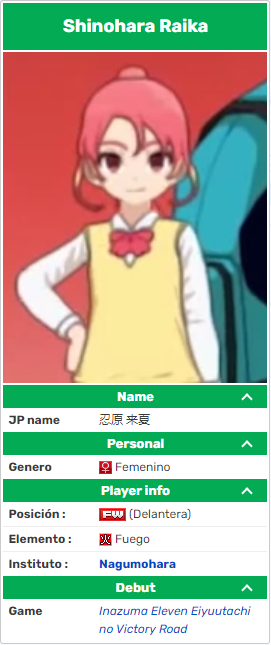 Shinohara Raika
Name
JP name 忍原 来夏
Personal
Genero Femenino
Player info
Posición : FW (Delantera)
Elemento : 火 Fuego
Instituto : Nagumohara
Debut
Game Inazuma Eleven Eiyuutachi
no Victory Road